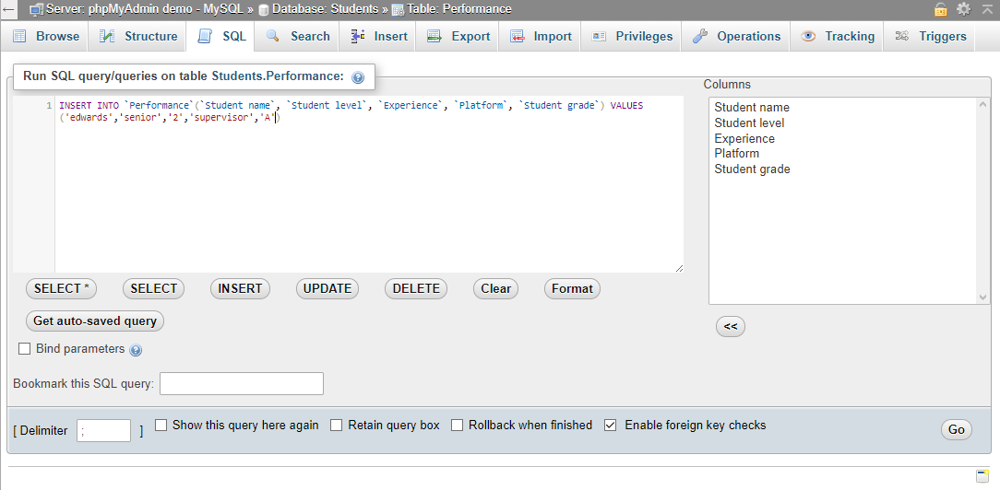 Server: phpMyAdmin demo - MySQL » Database: Students » Table: Performance
Browse Structure SQL Search Insert Export Import Privileges Operations Tracking Triggers
Run SQL query/queries on table Students.Performance:
Columns
1 INSERT INTO `Performance`(`Student name`, `Student level`, `Experience`, `Platform`, `Student grade`) VALUES
('edwards','senior','2','supervisor','A')
Student name
Student level
Experience
Platform
Student grade
SELECT * SELECT INSERT UPDATE DELETE Clear Format
Get auto-saved query
<<
Bind parameters
Bookmark this SQL query:
[ Delimiter ; ] Show this query here again Retain query box Rollback when finished Enable foreign key checks Go